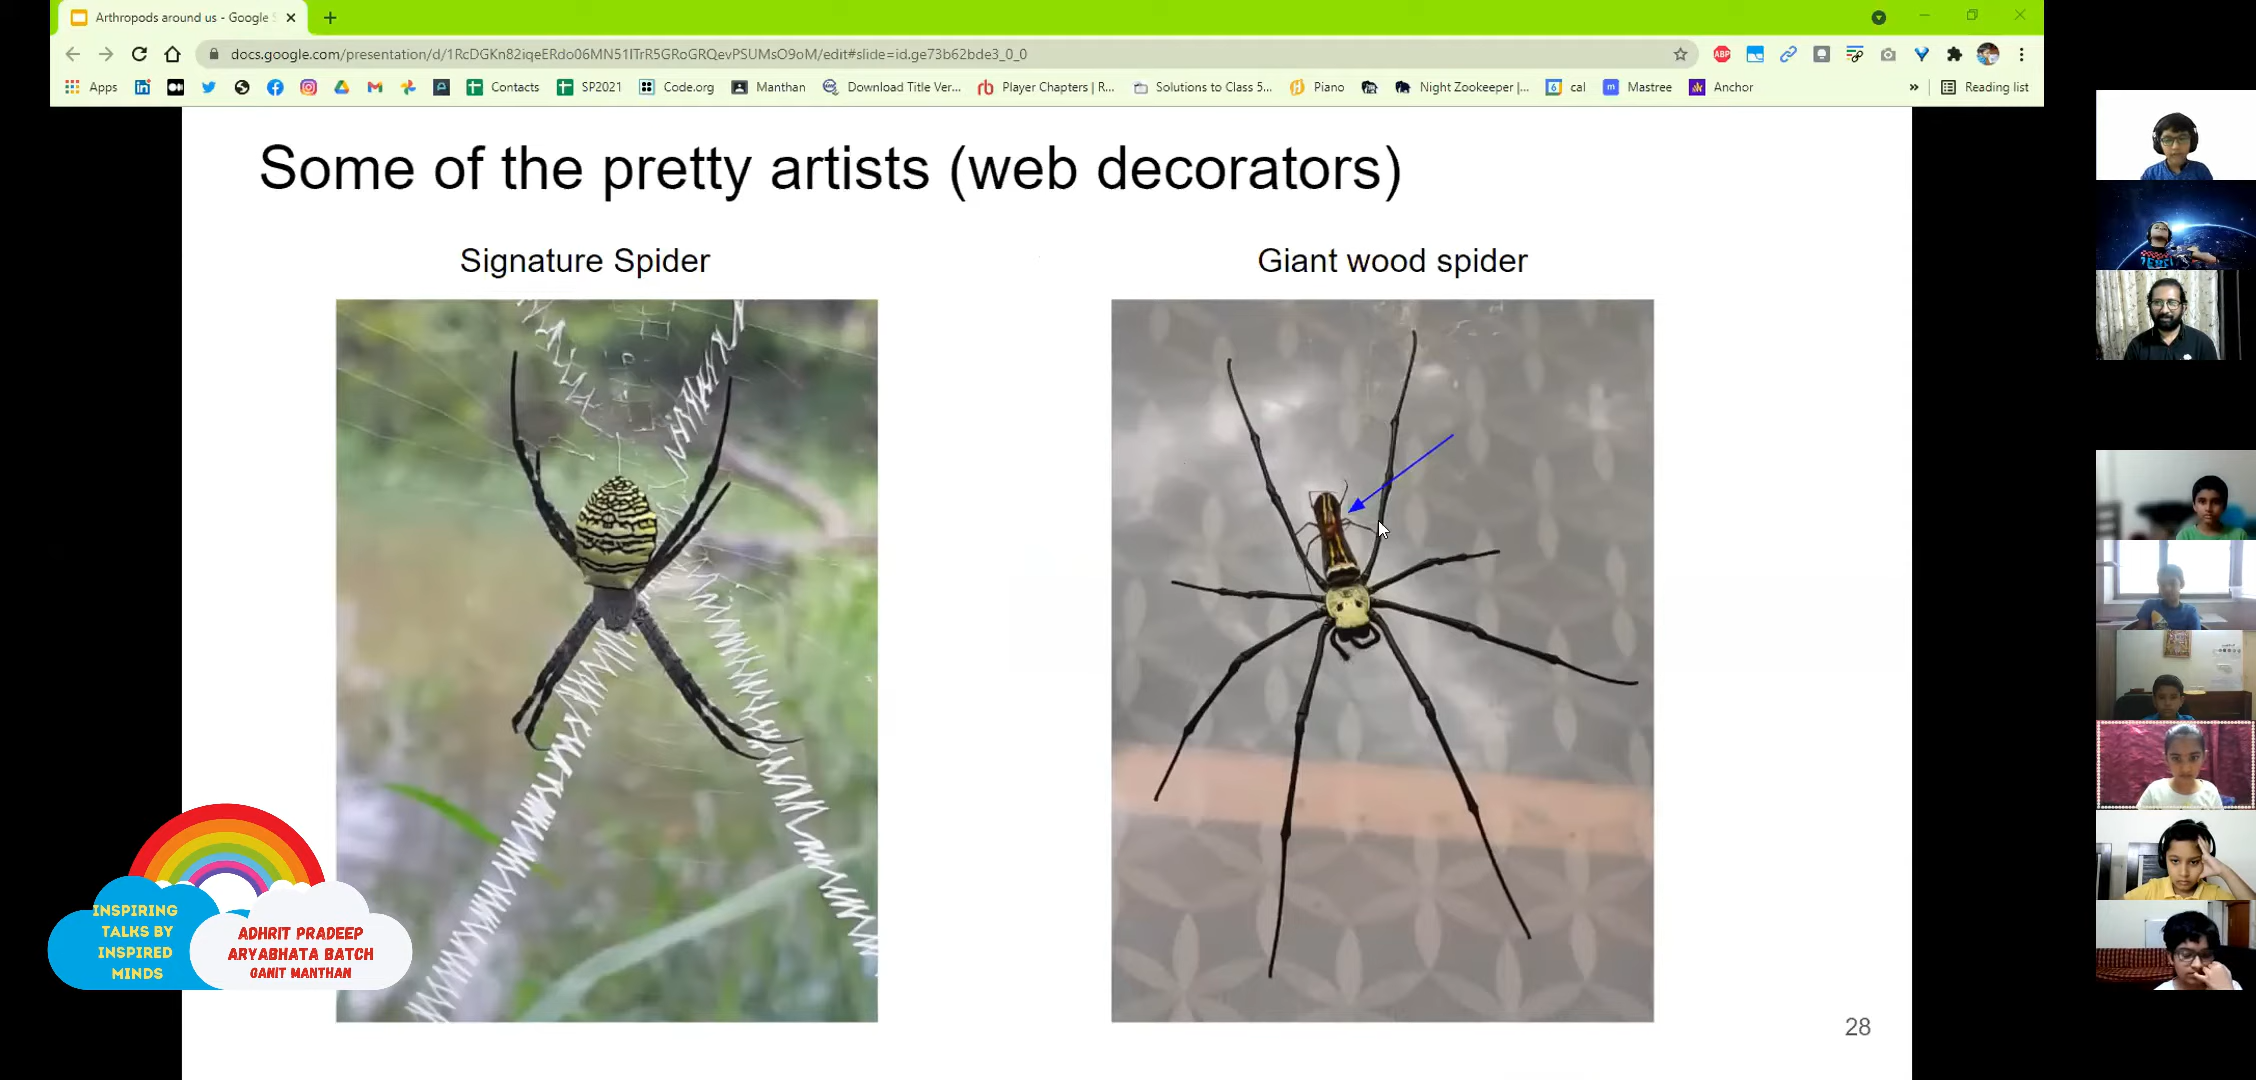 Arthropods around us - Google S
docs.google.com/presentation/d/1RcDGKn82iqeERdo06MN51ITrR5GRoGRQevPSUMsO9oM/edit#slide=id.ge73b62bde3_0_0
Apps Contacts SP2021 Code.org Manthan Download Title Ver... Player Chapters | R... Solutions to Class 5... Piano Night Zookeeper |... cal Mastree Anchor » Reading list
Some of the pretty artists (web decorators)
Signature Spider
Giant wood spider
INSPIRING
TALKS BY
INSPIRED
MINDS
ADHRIT PRADEEP
ARYABHATA BATCH
GANIT MANTHAN
28